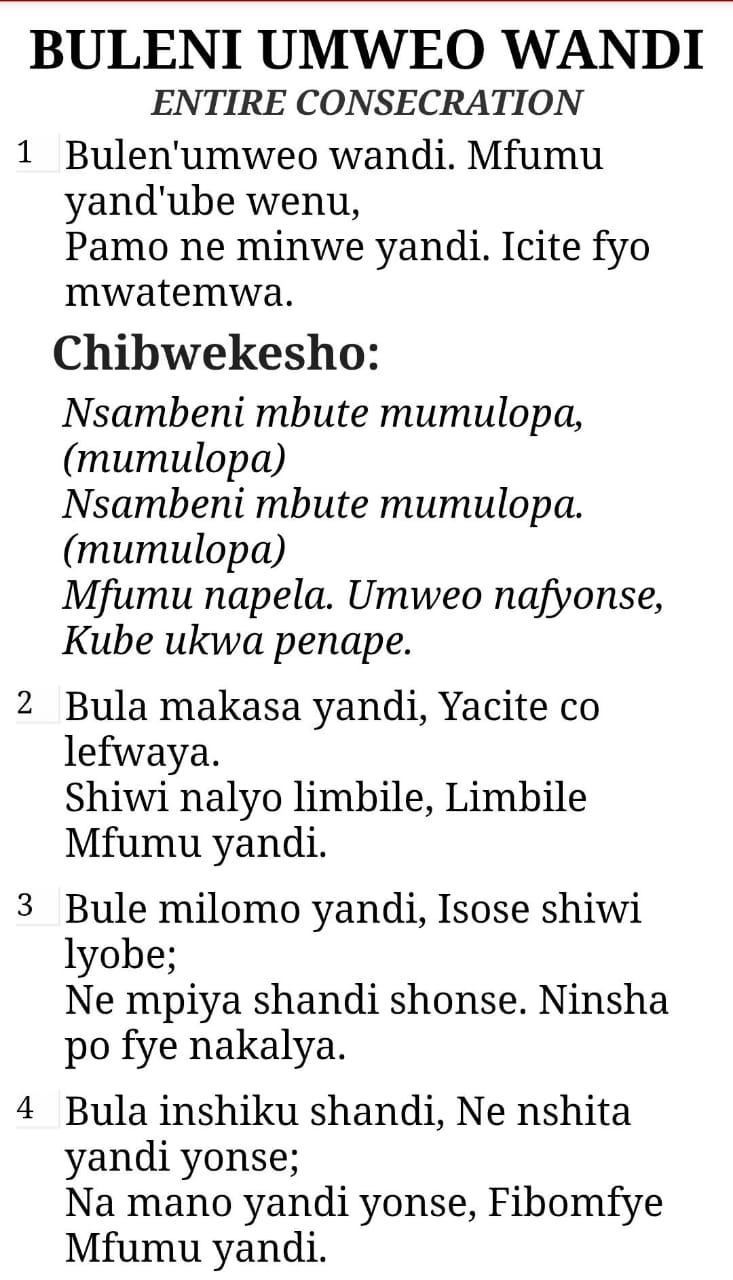 BULENI UMWEO WANDI
ENTIRE CONSECRATION
1 Bulen'umweo wandi. Mfumu
yand'ube wenu,
Pamo ne minwe yandi. Icite fyo
mwatemwa.
Chibwekesho:
Nsambeni mbute mumulopa,
(mumulopa)
Nsambeni mbute mumulopa.
(mumulopa)
Mfumu napela. Umweo nafyonse,
Kube ukwa penape.
2 Bula makasa yandi, Yacite co
lefwaya.
Shiwi nalyo limbile, Limbile
Mfumu yandi.
3 Bule milomo yandi, Isose shiwi
lyobe;
Ne mpiya shandi shonse. Ninsha
po fye nakalya.
4 Bula inshiku shandi, Ne nshita
yandi yonse;
Na mano yandi yonse, Fibomfye
Mfumu yandi.